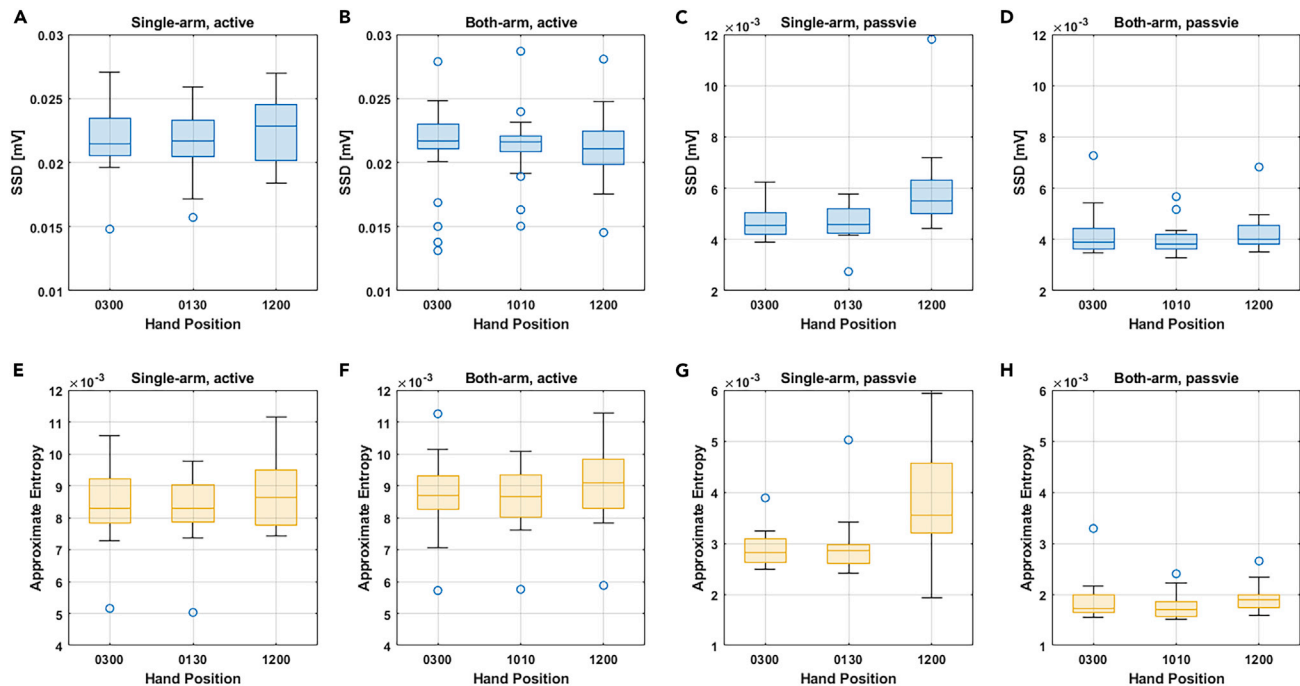 A Single-arm, active
0.03
0.025
0.02
0.015
0.01
SSD [mV]
0300 0130 1200
Hand Position
B Both-arm, active
0.03
0.025
0.02
0.015
0.01
SSD [mV]
0300 1010 1200
Hand Position
C Single-arm, passvie
×10-3
12
10
8
6
4
2
SSD [mV]
0300 0130 1200
Hand Position
D Both-arm, passvie
×10-3
12
10
8
6
4
2
SSD [mV]
0300 1010 1200
Hand Position
E Single-arm, active
×10-3
12
11
10
9
8
7
6
5
4
Approximate Entropy
0300 0130 1200
Hand Position
F Both-arm, active
×10-3
12
11
10
9
8
7
6
5
4
Approximate Entropy
0300 1010 1200
Hand Position
G Single-arm, passvie
×10-3
6
5
4
3
2
1
Approximate Entropy
0300 0130 1200
Hand Position
H Both-arm, passvie
×10-3
6
5
4
3
2
1
Approximate Entropy
0300 1010 1200
Hand Position